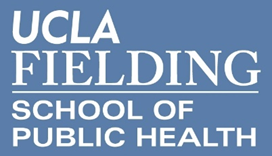 UCLA
FIELDING
SCHOOL OF
PUBLIC HEALTH